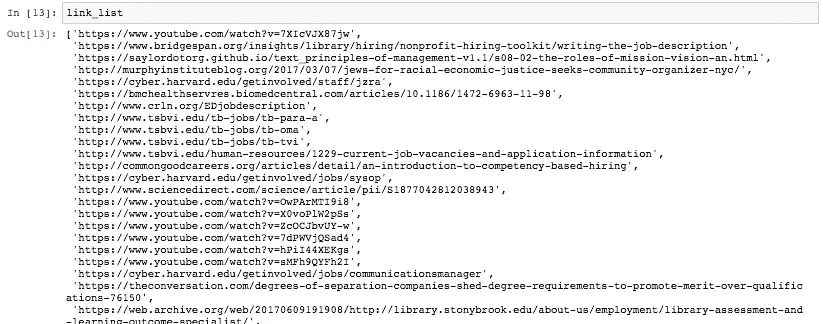 In [13]: link_list
Out[13]: ['https://www.youtube.com/watch?v=7XIcVJX87jw',
'https://www.bridgespan.org/insights/library/hiring/nonprofit-hiring-toolkit/writing-the-job-description',
'https://saylordotorg.github.io/text_principles-of-management-v1.1/s08-02-the-roles-of-mission-vision-an.html',
'http://murphyinstituteblog.org/2017/03/07/jews-for-racial-economic-justice-seeks-community-organizer-nyc/',
'https://cyber.harvard.edu/getinvolved/staff/jzra',
'https://bmchealthservres.biomedcentral.com/articles/10.1186/1472-6963-11-98',
'http://www.crln.org/EDjobdescription',
'http://www.tsbvi.edu/tb-jobs/tb-para-a',
'http://www.tsbvi.edu/tb-jobs/tb-oma',
'http://www.tsbvi.edu/tb-jobs/tb-tvi',
'http://www.tsbvi.edu/human-resources/1229-current-job-vacancies-and-application-information',
'http://commongoodcareers.org/articles/detail/an-introduction-to-competency-based-hiring',
'https://cyber.harvard.edu/getinvolved/jobs/sysop',
'http://www.sciencedirect.com/science/article/pii/S1877042812038943',
'https://www.youtube.com/watch?v=OwPArMTI9i8',
'https://www.youtube.com/watch?v=X0voPlW2pSs',
'https://www.youtube.com/watch?v=ZcOCJbvUY-w',
'https://www.youtube.com/watch?v=7dPWVjQSad4',
'https://www.youtube.com/watch?v=hPiI44XEKgs',
'https://www.youtube.com/watch?v=sMFh9QYFh2I',
'https://cyber.harvard.edu/getinvolved/jobs/communicationsmanager',
'https://theconversation.com/degrees-of-separation-companies-shed-degree-requirements-to-promote-merit-over-qualific
ations-76150',
'https://web.archive.org/web/20170609191908/http://library.stonybrook.edu/about-us/employment/library-assessment-and
-learning-outcome-specialist/',